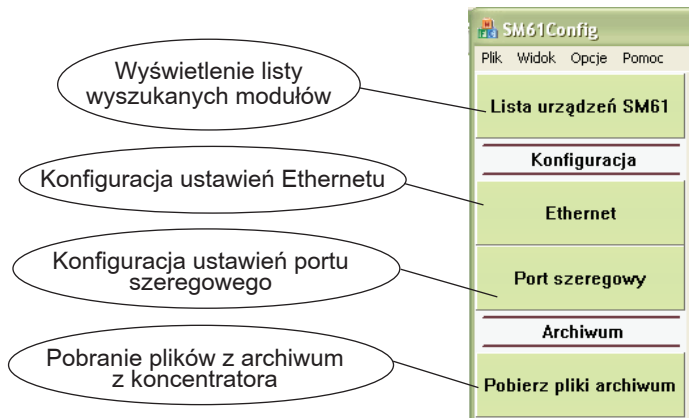 SM61Config
Plik Widok Opcje Pomoc
Wyświetlenie listy
wyszukanych modułów
Lista urządzeń SM61
Konfiguracja
Konfiguracja ustawień Ethernetu
Ethernet
Konfiguracja ustawień portu
szeregowego
Port szeregowy
Archiwum
Pobranie plików z archiwum
z koncentratora
Pobierz pliki archiwum